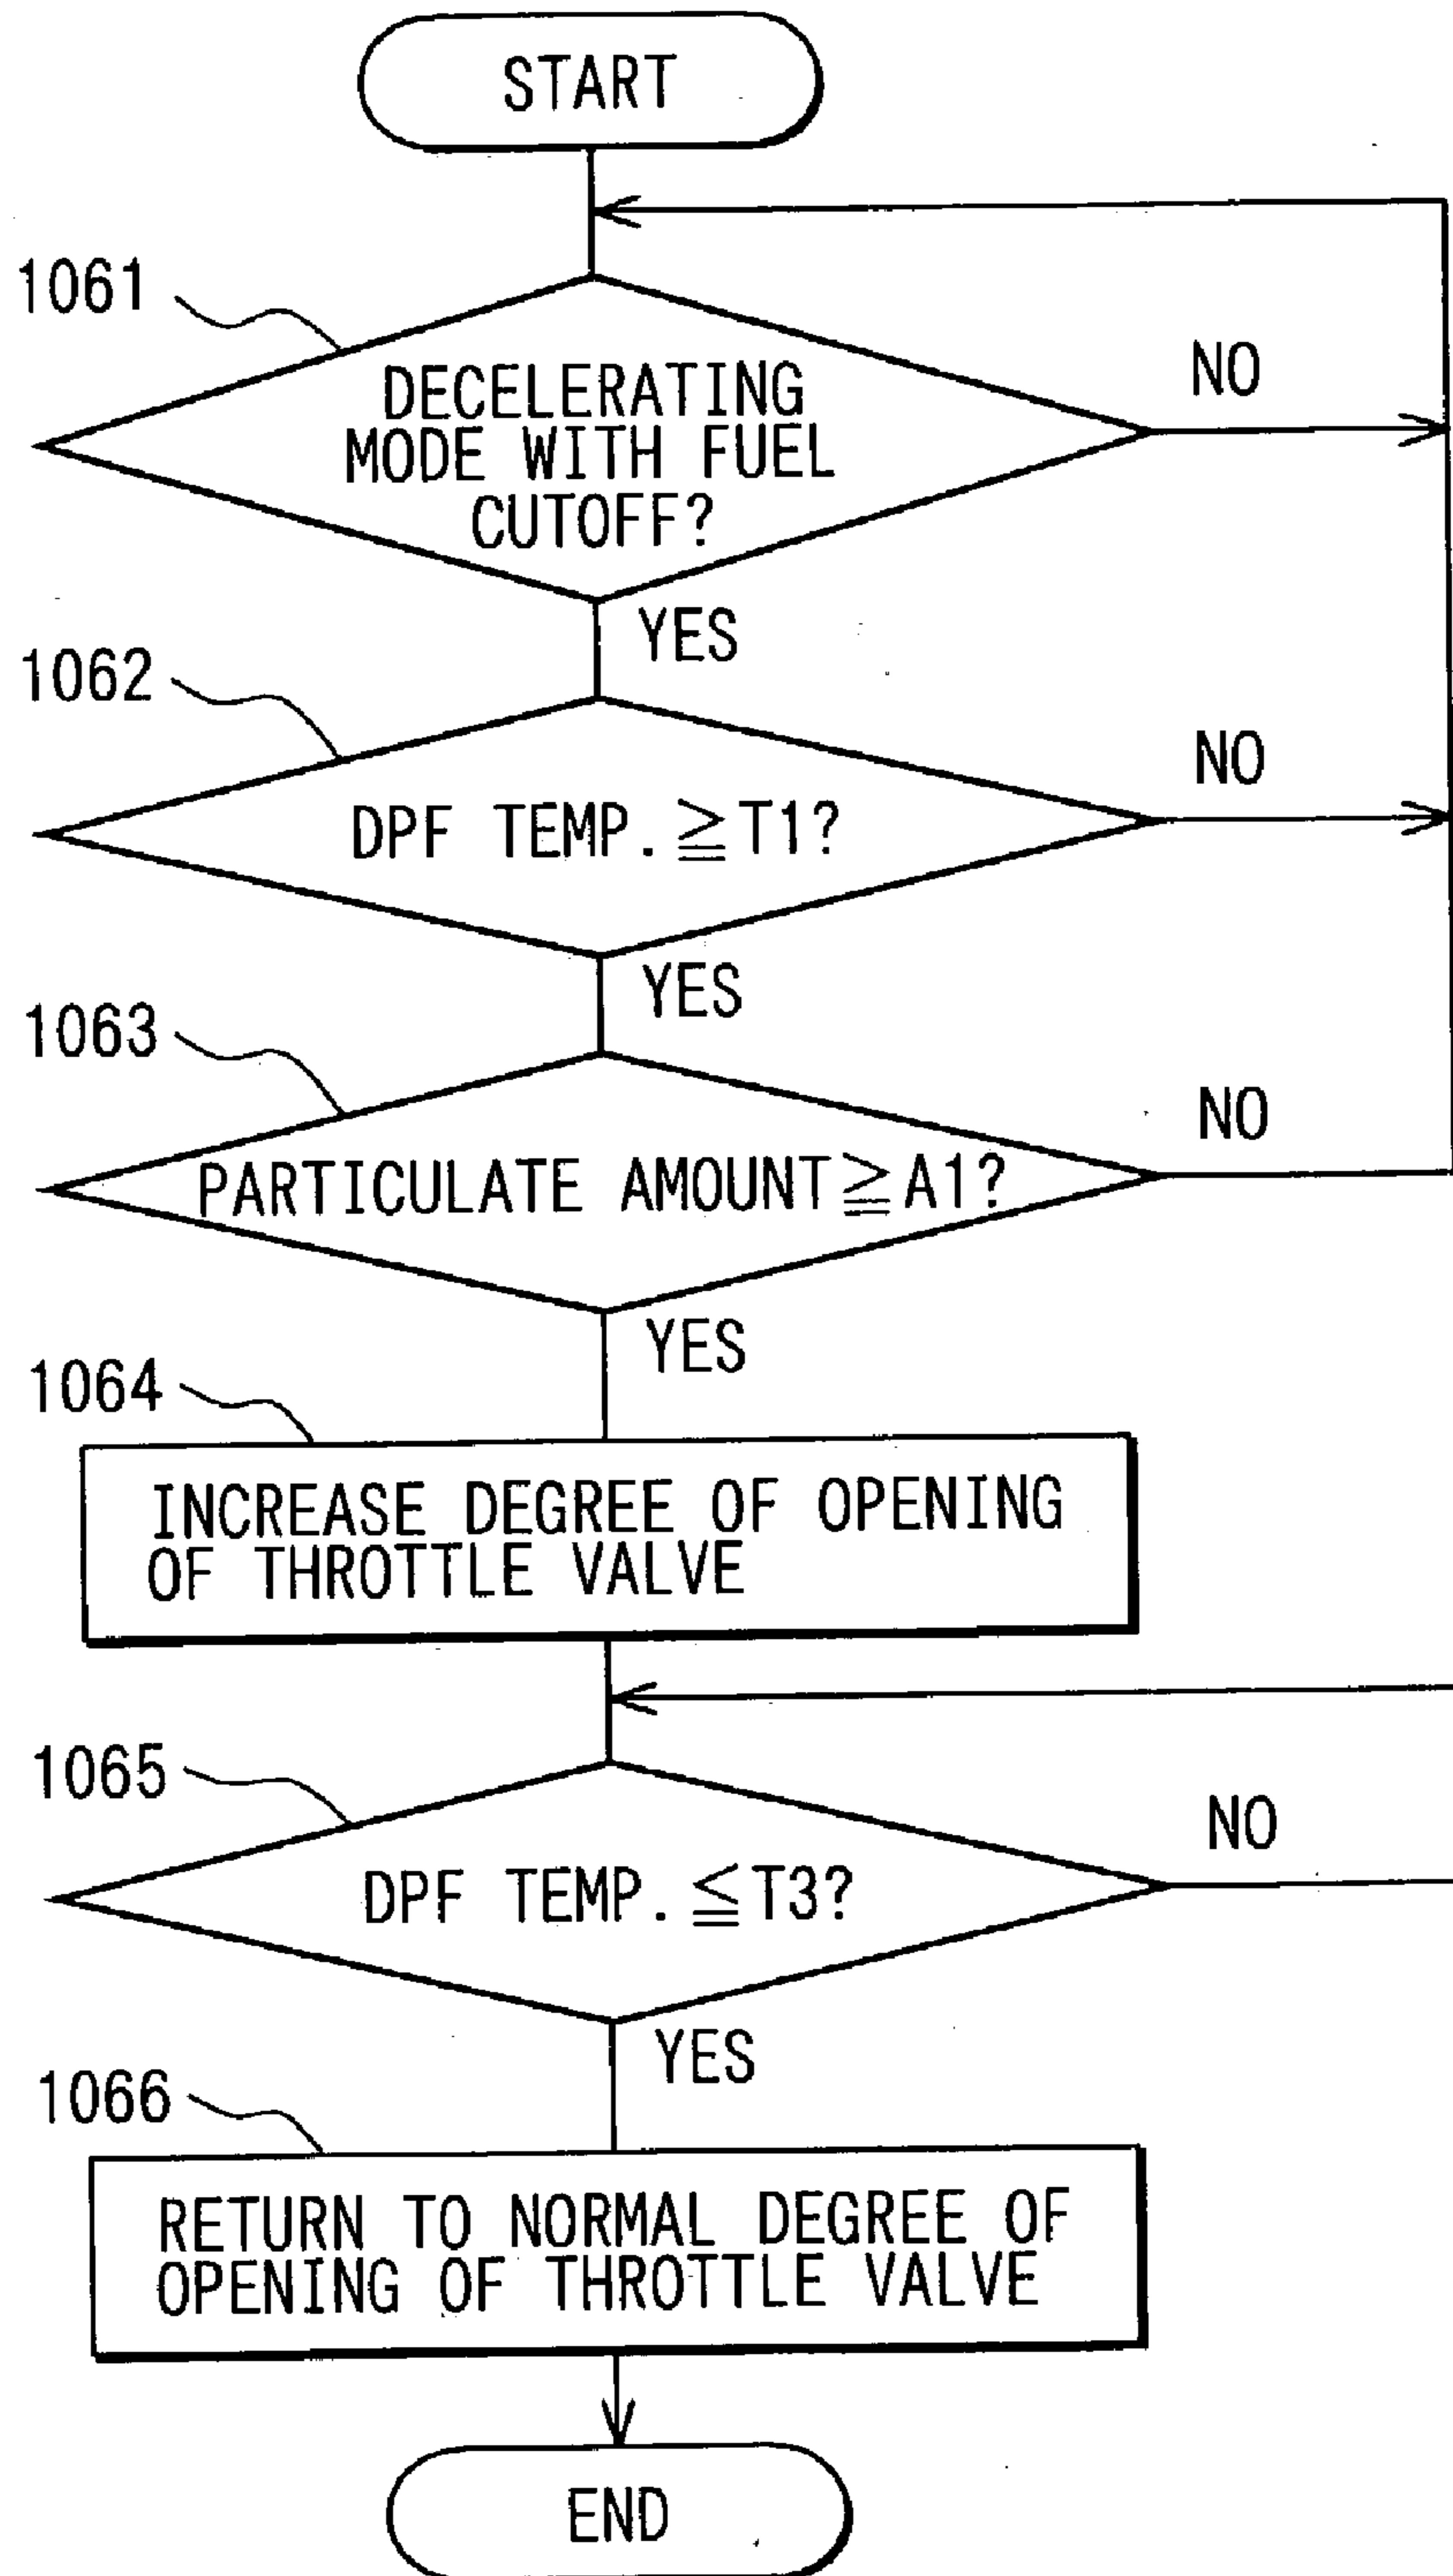 START
1061
DECELERATING
MODE WITH FUEL
CUTOFF?
NO
YES
1062
DPF TEMP.≧T1?
NO
YES
1063
PARTICULATE AMOUNT≧A1?
NO
YES
1064
INCREASE DEGREE OF OPENING
OF THROTTLE VALVE
1065
DPF TEMP.≦T3?
NO
YES
1066
RETURN TO NORMAL DEGREE OF
OPENING OF THROTTLE VALVE
END